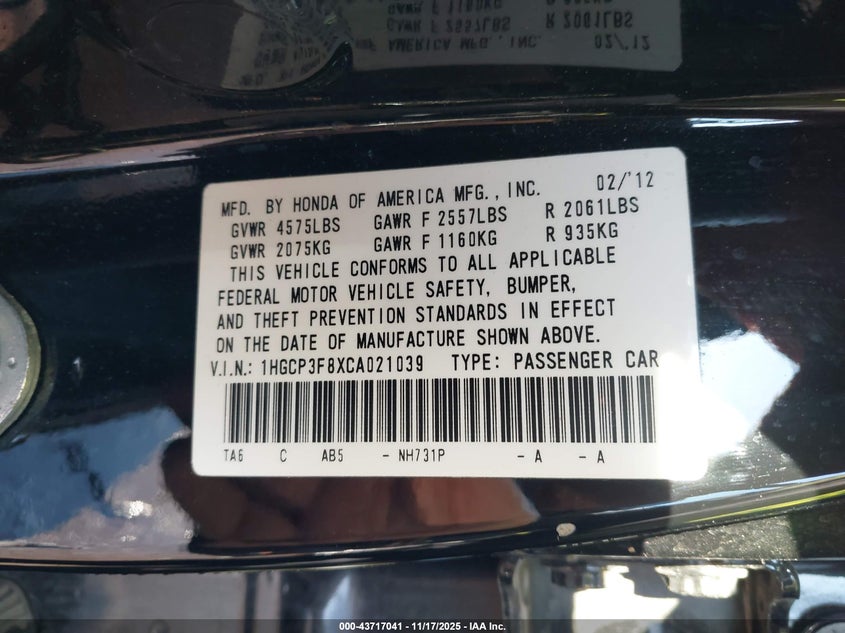 MFD. BY HONDA OF AMERICA MFG., INC. 02/'12
GVWR 4575LBS GAWR F 2557LBS R 2061LBS
GVWR 2075KG GAWR F 1160KG R 935KG
THIS VEHICLE CONFORMS TO ALL APPLICABLE
FEDERAL MOTOR VEHICLE SAFETY, BUMPER,
AND THEFT PREVENTION STANDARDS IN EFFECT
ON THE DATE OF MANUFACTURE SHOWN ABOVE.
V.I.N.: 1HGCP3F8XCA021039 TYPE: PASSENGER CAR
TA6 C AB5 - NH731P - A - A
000-43717041 - 11/17/2025 - IAA Inc.